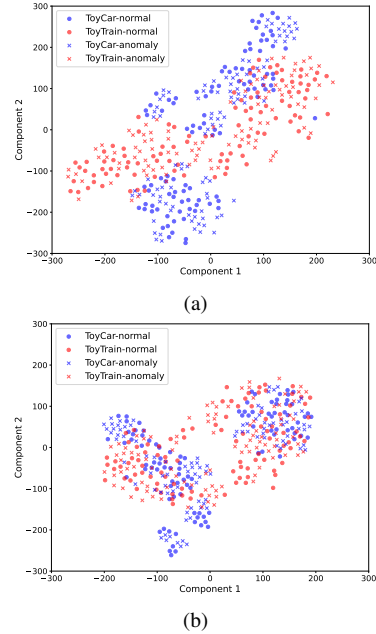 300
200
100
0
−100
−200
−300
−300
−200
−100
0
100
200
300
Component 2
Component 1
ToyCar-normal
ToyTrain-normal
ToyCar-anomaly
ToyTrain-anomaly
(a)
300
200
100
0
−100
−200
−300
−300
−200
−100
0
100
200
300
Component 2
Component 1
ToyCar-normal
ToyTrain-normal
ToyCar-anomaly
ToyTrain-anomaly
(b)